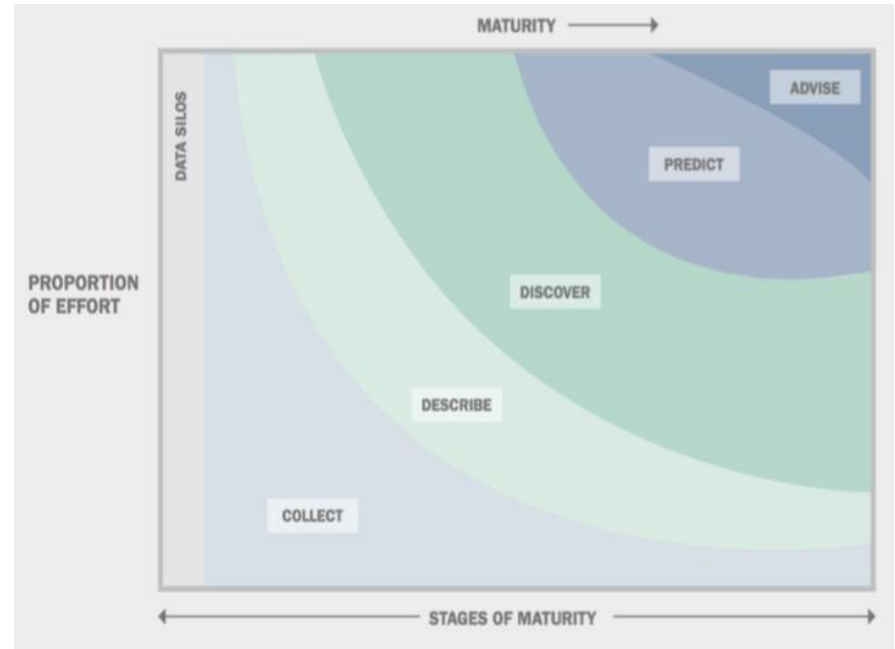 MATURITY
DATA SILOS
ADVISE
PREDICT
PROPORTION
OF EFFORT
DISCOVER
DESCRIBE
COLLECT
STAGES OF MATURITY